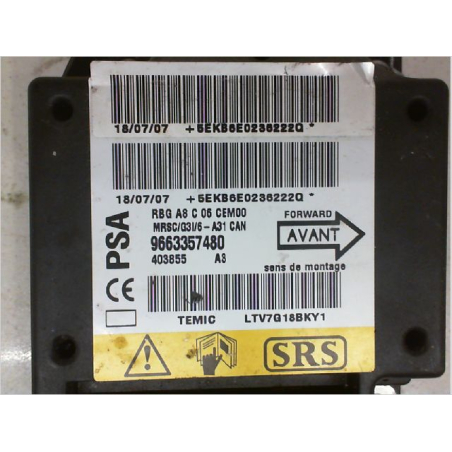 18/07/07 +5EKB6E0236222Q *
18/07/07 +5EKB6E0236222Q *
PSA
RBG A8 C 06 CEM00
MRSC/G3I/6-A31 CAN
9663357480
403855 A3
FORWARD
AVANT
sens de montage
CE
TEMIC LTV7G18BKY1
SRS